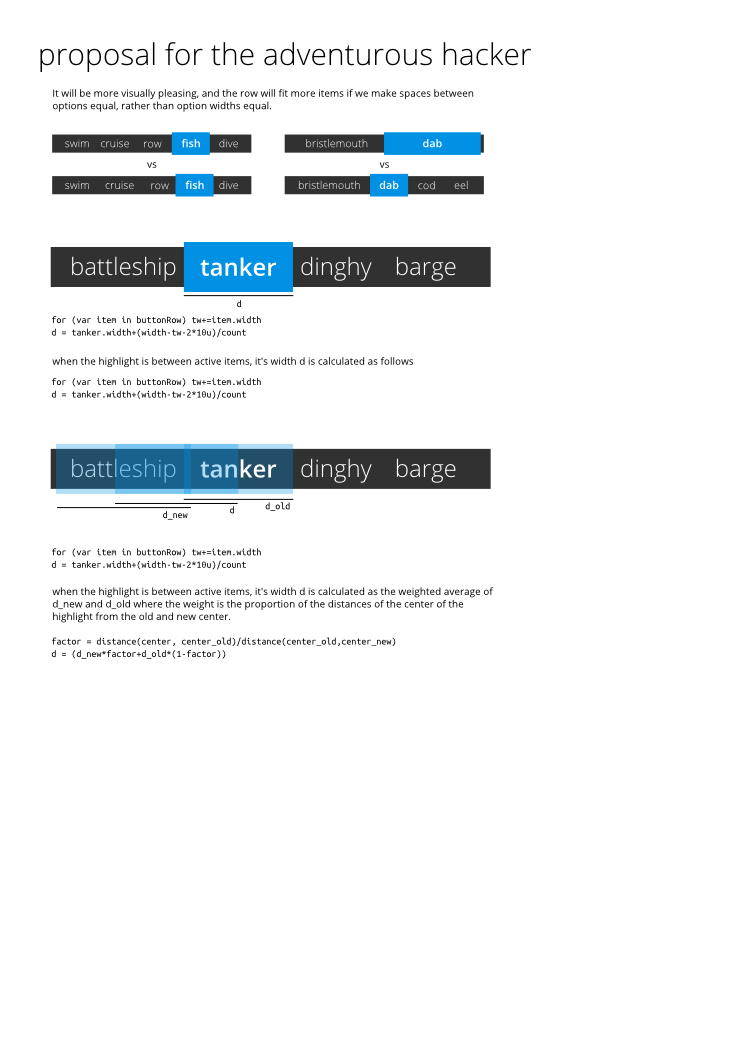 proposal for the adventurous hacker
It will be more visually pleasing, and the row will fit more items if we make spaces between
options equal, rather than option widths equal.
swim cruise row fish dive
bristlemouth dab
vs
vs
swim cruise row fish dive
bristlemouth dab cod eel
battleship tanker dinghy barge
d
for (var item in buttonRow) tw+=item.width
d = tanker.width+(width-tw-2*10u)/count
when the highlight is between active items, it's width d is calculated as follows
for (var item in buttonRow) tw+=item.width
d = tanker.width+(width-tw-2*10u)/count
battleship tanker dinghy barge
d_new d d_old
for (var item in buttonRow) tw+=item.width
d = tanker.width+(width-tw-2*10u)/count
when the highlight is between active items, it's width d is calculated as the weighted average of
d_new and d_old where the weight is the proportion of the distances of the center of the
highlight from the old and new center.
factor = distance(center, center_old)/distance(center_old,center_new)
d = (d_new*factor+d_old*(1-factor))